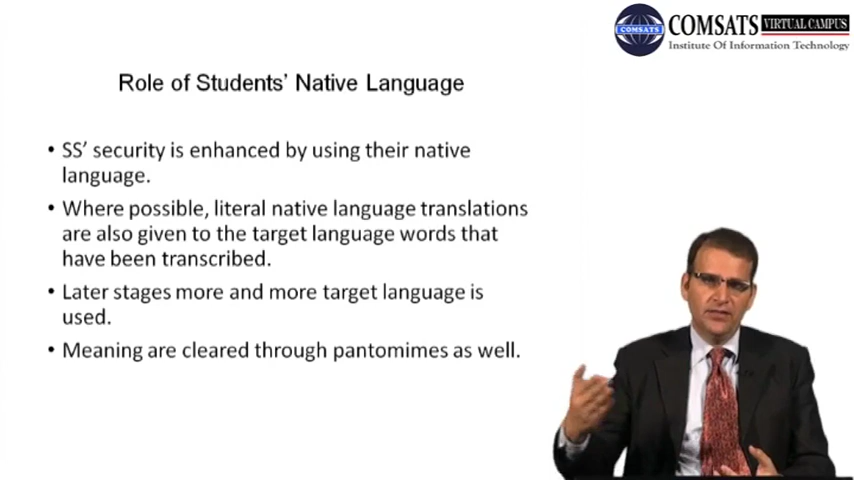 COMSATS VIRTUAL CAMPUS
COMSATS
Institute Of Information Technology
Role of Students' Native Language
• SS' security is enhanced by using their native
language.
• Where possible, literal native language translations
are also given to the target language words that
have been transcribed.
• Later stages more and more target language is
used.
• Meaning are cleared through pantomimes as well.